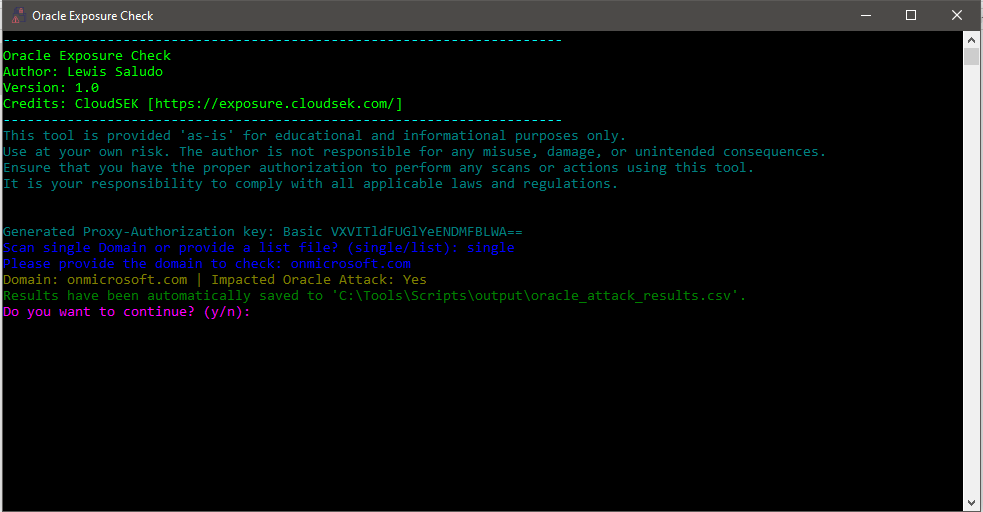 Oracle Exposure Check
----------------------------------------------------------------------
Oracle Exposure Check
Author: Lewis Saludo
Version: 1.0
Credits: CloudSEK [https://exposure.cloudsek.com/]
----------------------------------------------------------------------
This tool is provided 'as-is' for educational and informational purposes only.
Use at your own risk. The author is not responsible for any misuse, damage, or unintended consequences.
Ensure that you have the proper authorization to perform any scans or actions using this tool.
It is your responsibility to comply with all applicable laws and regulations.
Generated Proxy-Authorization key: Basic VXVITldFUGlYeENDMFBLWA==
Scan single Domain or provide a list file? (single/list): single
Please provide the domain to check: onmicrosoft.com
Domain: onmicrosoft.com | Impacted Oracle Attack: Yes
Results have been automatically saved to 'C:\Tools\Scripts\output\oracle_attack_results.csv'.
Do you want to continue? (y/n):